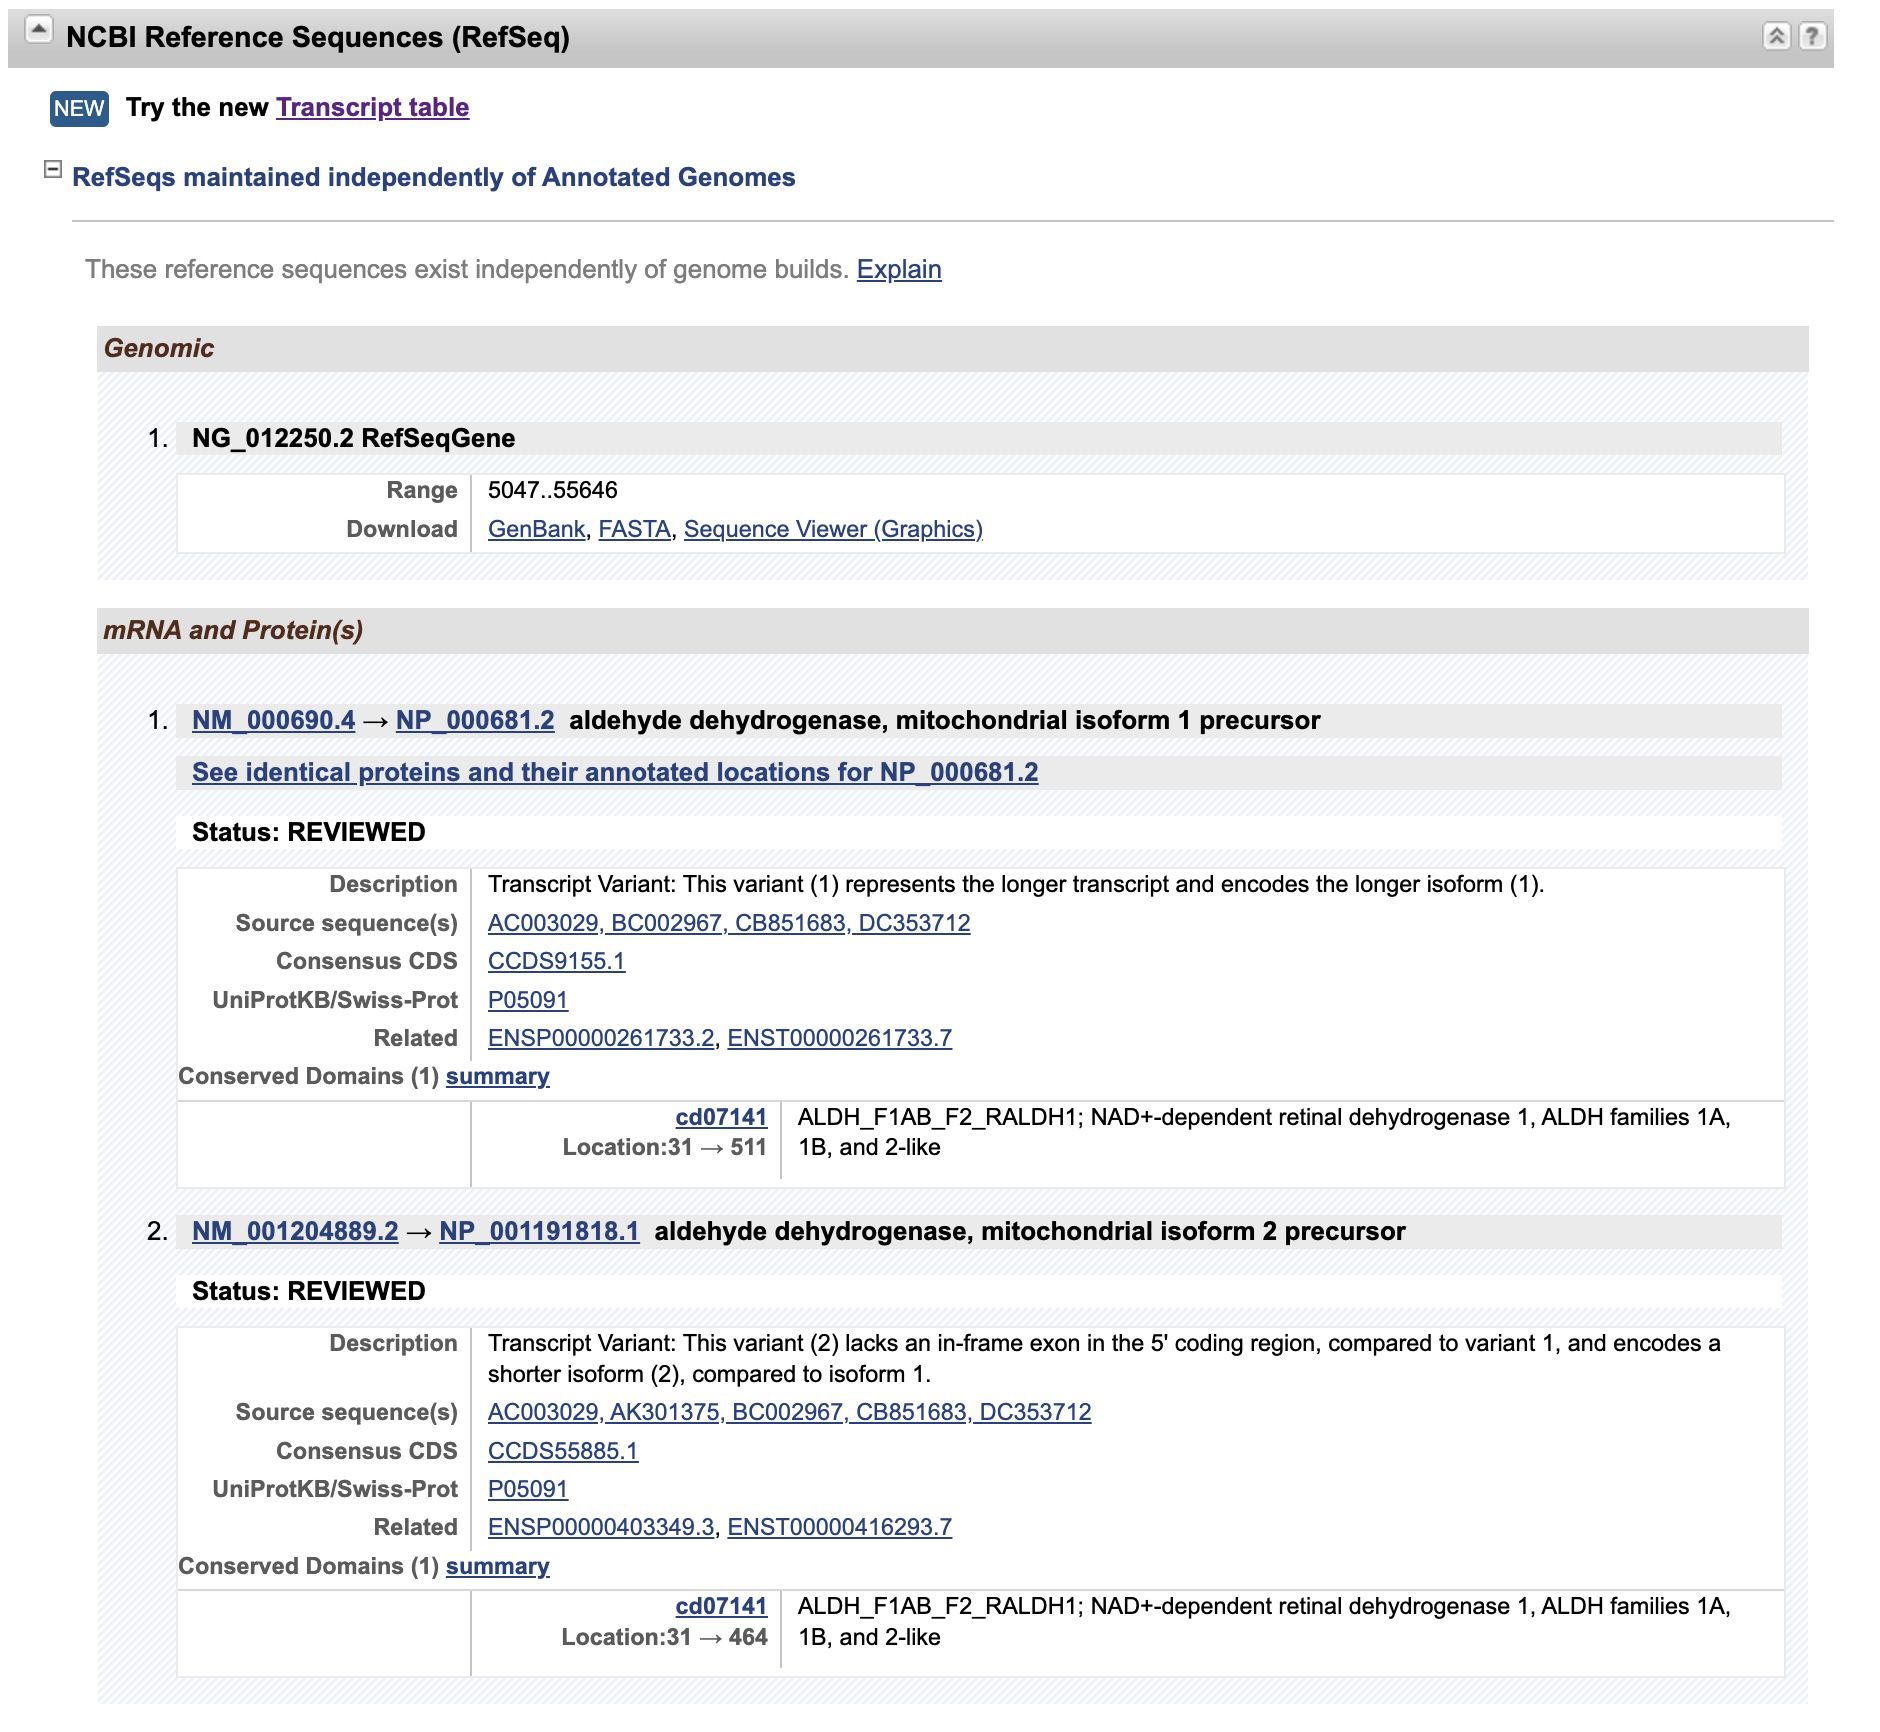 NCBI Reference Sequences (RefSeq)
?
NEW Try the new Transcript table
RefSeqs maintained independently of Annotated Genomes
These reference sequences exist independently of genome builds. Explain
Genomic
1. NG_012250.2 RefSeqGene
Range 5047..55646
Download GenBank, FASTA, Sequence Viewer (Graphics)
mRNA and Protein(s)
1. NM_000690.4 → NP_000681.2 aldehyde dehydrogenase, mitochondrial isoform 1 precursor
See identical proteins and their annotated locations for NP_000681.2
Status: REVIEWED
Description Transcript Variant: This variant (1) represents the longer transcript and encodes the longer isoform (1).
Source sequence(s) AC003029, BC002967, CB851683, DC353712
Consensus CDS CCDS9155.1
UniProtKB/Swiss-Prot P05091
Related ENSP00000261733.2, ENST00000261733.7
Conserved Domains (1) summary
cd07141 ALDH_F1AB_F2_RALDH1; NAD+-dependent retinal dehydrogenase 1, ALDH families 1A,
Location:31 → 511 1B, and 2-like
2. NM_001204889.2 → NP_001191818.1 aldehyde dehydrogenase, mitochondrial isoform 2 precursor
Status: REVIEWED
Description Transcript Variant: This variant (2) lacks an in-frame exon in the 5' coding region, compared to variant 1, and encodes a
shorter isoform (2), compared to isoform 1.
Source sequence(s) AC003029, AK301375, BC002967, CB851683, DC353712
Consensus CDS CCDS55885.1
UniProtKB/Swiss-Prot P05091
Related ENSP00000403349.3, ENST00000416293.7
Conserved Domains (1) summary
cd07141 ALDH_F1AB_F2_RALDH1; NAD+-dependent retinal dehydrogenase 1, ALDH families 1A,
Location:31 → 464 1B, and 2-like